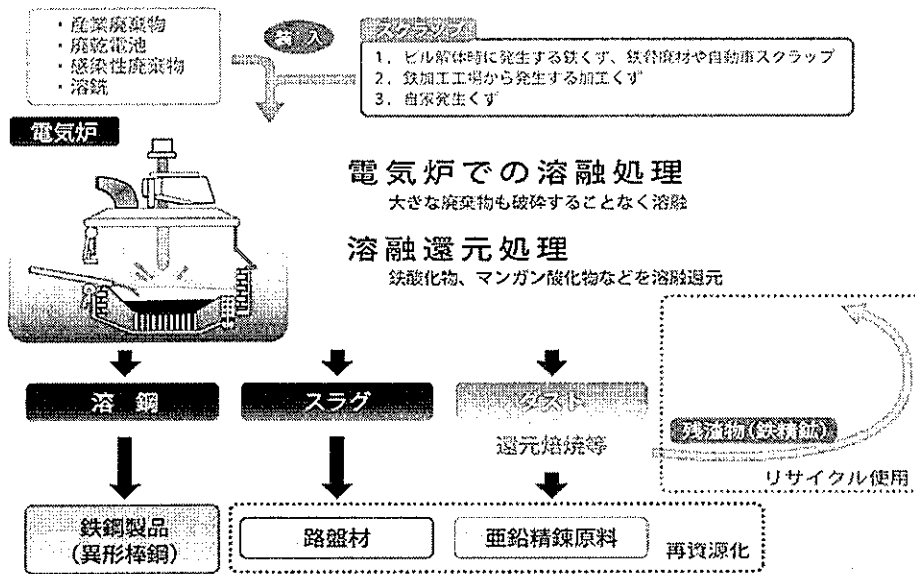 ・産業廃棄物
・廃乾電池
・感染性廃棄物
・溶銑
装入
スクラップ
1. ビル解体時に発生する鉄くず、鉄骨廃材や自動車スクラップ
2. 鉄加工工場から発生する加工くず
3. 自家発生くず
電気炉
電気炉での溶融処理
大きな廃棄物も破砕することなく溶融
溶融還元処理
鉄酸化物、マンガン酸化物などを溶融還元
溶鋼
スラグ
ダスト
還元焙焼等
残渣物(鉄精鉱)
リサイクル使用
鉄鋼製品
(異形棒鋼)
路盤材
亜鉛精錬原料
再資源化